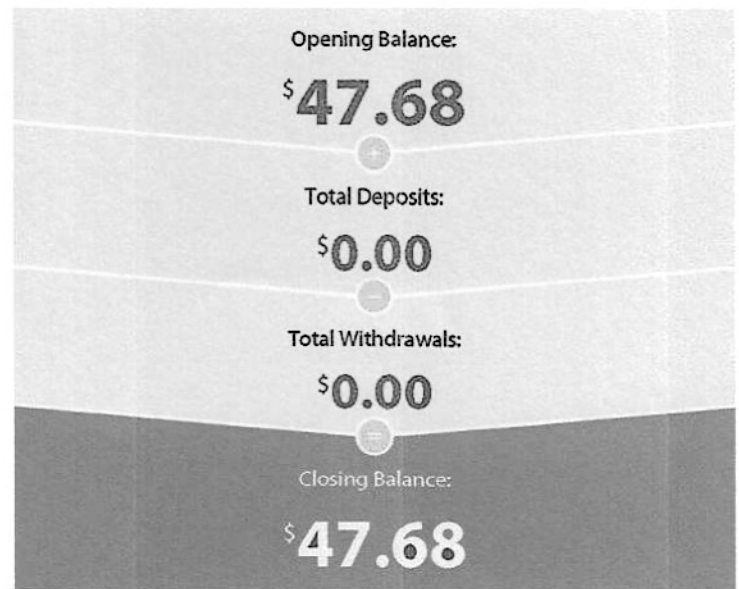 Opening Balance:
$47.68
+
Total Deposits:
$0.00
−
Total Withdrawals:
$0.00
=
Closing Balance:
$47.68